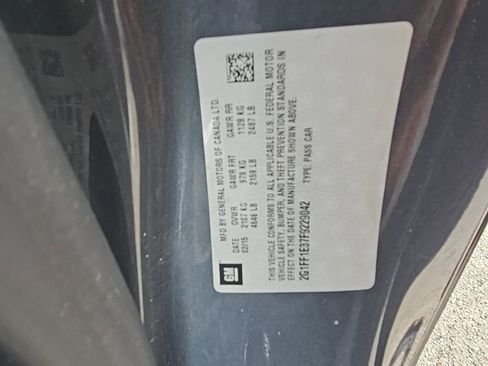 GM
MFD BY GENERAL MOTORS OF CANADA LTD.
DATE GVWR GAWR FRT GAWR RR
02/15 2107 KG 979 KG 1128 KG
4646 LB 2159 LB 2487 LB
THIS VEHICLE CONFORMS TO ALL APPLICABLE U.S. FEDERAL MOTOR
VEHICLE SAFETY, BUMPER, AND THEFT PREVENTION STANDARDS IN
EFFECT ON THE DATE OF MANUFACTURE SHOWN ABOVE.
2G1FF1E37F9229042 TYPE: PASS CAR